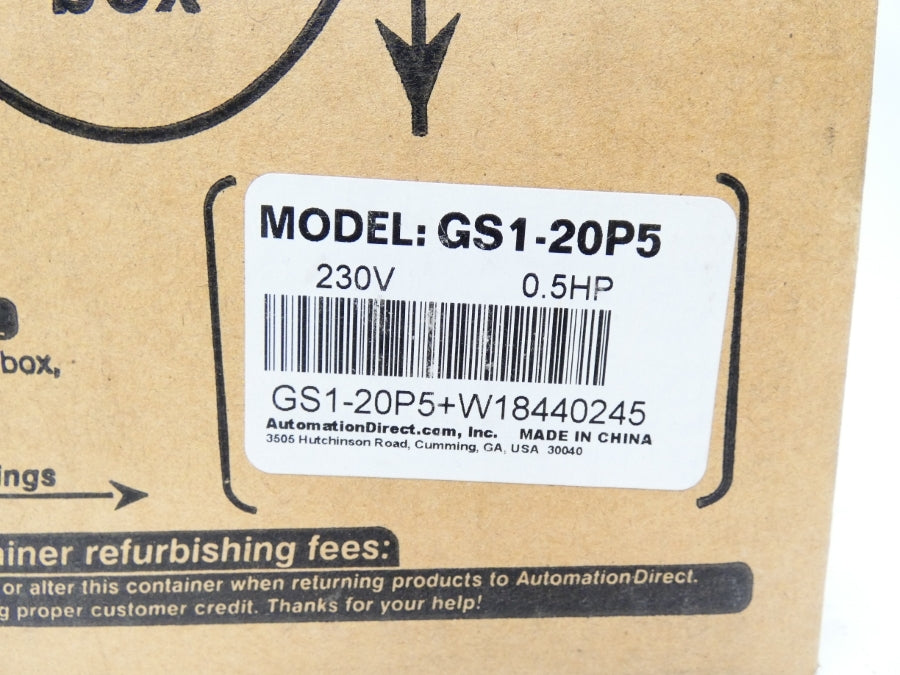 box
MODEL: GS1-20P5
230V 0.5HP
box,
GS1-20P5+W18440245
AutomationDirect.com, Inc. MADE IN CHINA
3505 Hutchinson Road, Cumming, GA, USA 30040
ings
ainer refurbishing fees:
or alter this container when returning products to AutomationDirect.
g proper customer credit. Thanks for your help!